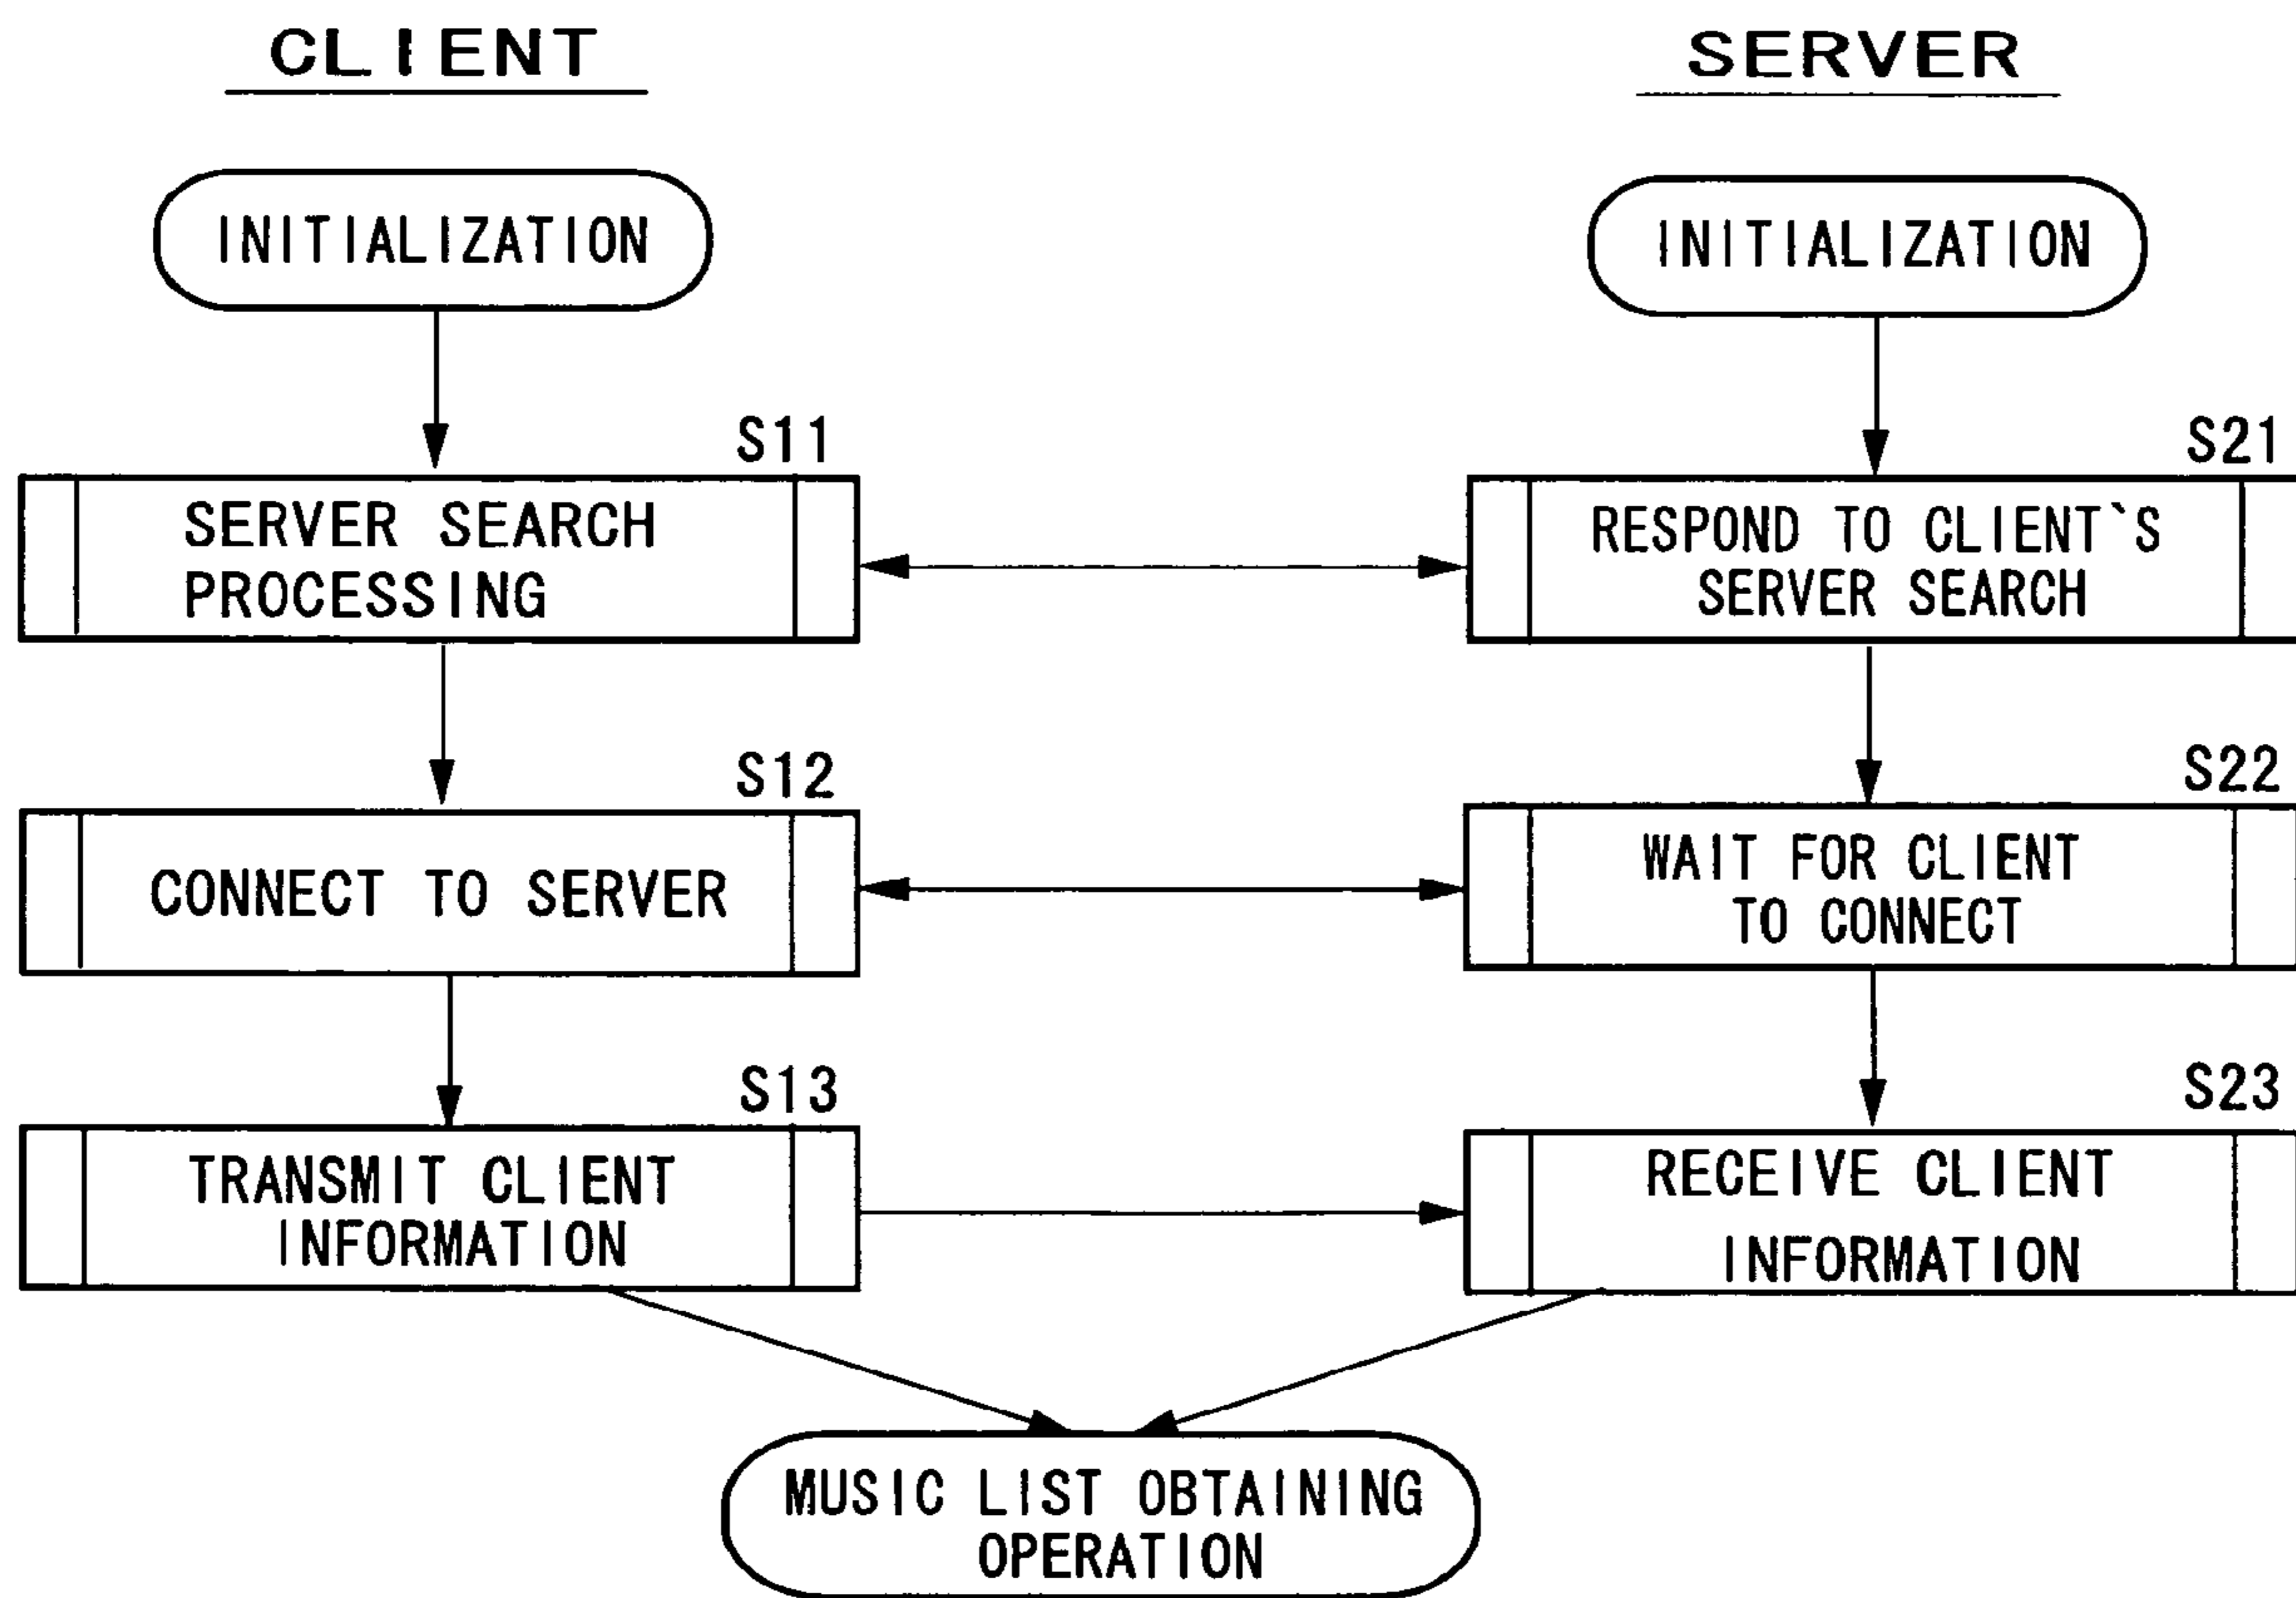 CLIENT
SERVER
INITIALIZATION
INITIALIZATION
S11
S21
SERVER SEARCH
PROCESSING
RESPOND TO CLIENT`S
SERVER SEARCH
S12
S22
CONNECT TO SERVER
WAIT FOR CLIENT
TO CONNECT
S13
S23
TRANSMIT CLIENT
INFORMATION
RECEIVE CLIENT
INFORMATION
MUSIC LIST OBTAINING
OPERATION